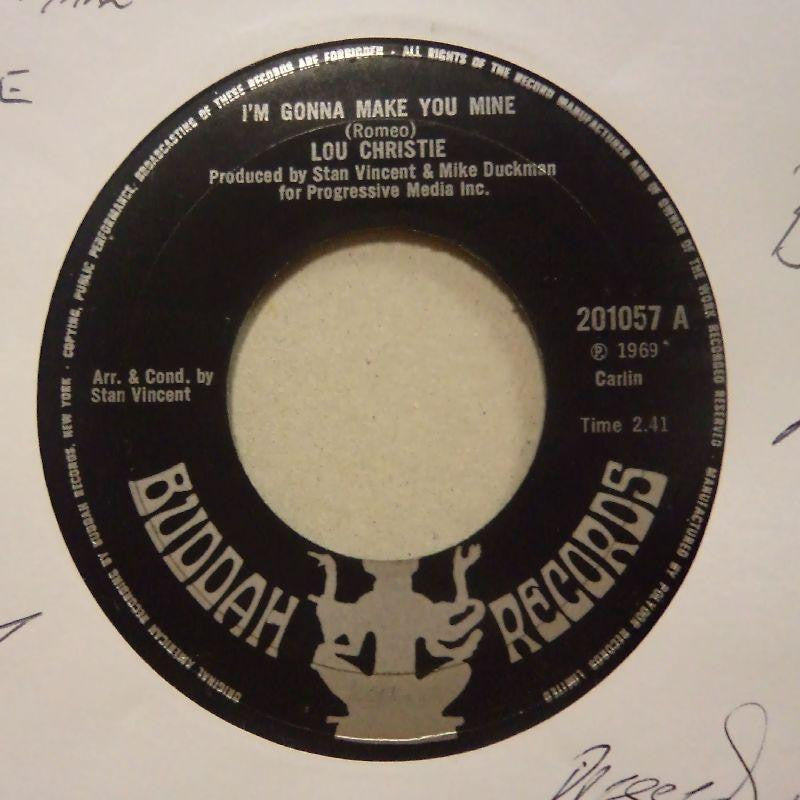 BROADCASTING OF THESE RECORDS ARE FORBIDDEN · ALL RIGHTS OF THE RECORD MANUFACTURER AND OF OWNER OF THE WORK RECORDED RESERVED · MANUFACTURED BY POLYDOR RECORDS LIMITED
ORIGINAL AMERICAN RECORDING BY BUDDAH RECORDS, NEW YORK · COPYING, PUBLIC PERFORMANCE,
I'M GONNA MAKE YOU MINE
(Romeo)
LOU CHRISTIE
Produced by Stan Vincent & Mike Duckman
for Progressive Media Inc.
201057 A
℗ 1969
Carlin
Time 2.41
Arr. & Cond. by
Stan Vincent
BUDDAH RECORDS